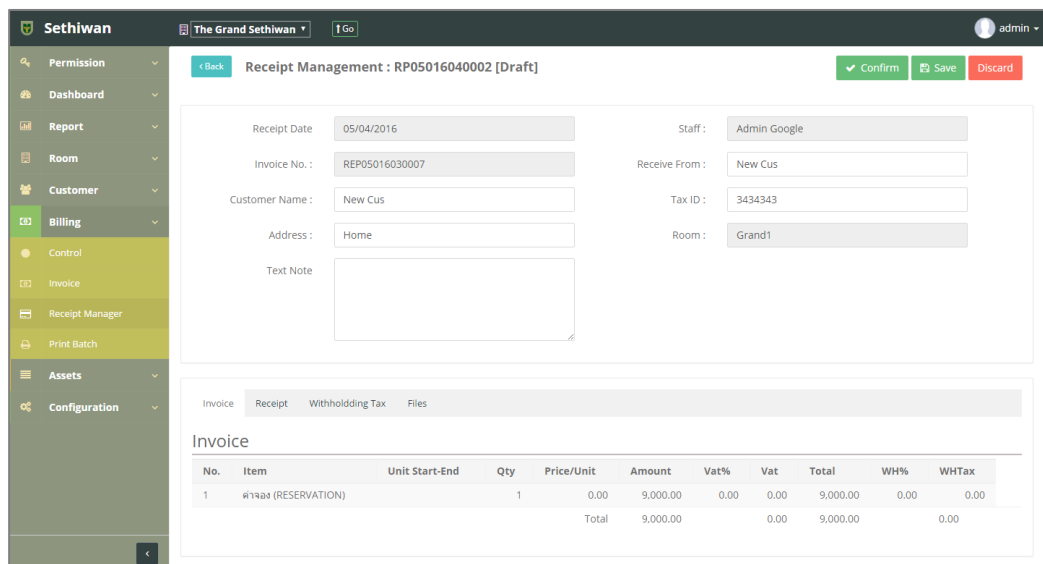 Sethiwan
The Grand Sethiwan
Go
admin
Permission
Dashboard
Report
Room
Customer
Billing
Control
Invoice
Receipt Manager
Print Batch
Assets
Configuration
Back
Receipt Management : RP05016040002 [Draft]
Confirm
Save
Discard
Receipt Date 05/04/2016 Staff : Admin Google
Invoice No. : REP05016030007 Receive From : New Cus
Customer Name : New Cus Tax ID : 3434343
Address : Home Room : Grand1
Text Note
Invoice Receipt Withholdding Tax Files
Invoice
No. Item Unit Start-End Qty Price/Unit Amount Vat% Vat Total WH% WHTax
1 ค่าจอง (RESERVATION) 1 0.00 9,000.00 0.00 0.00 9,000.00 0.00 0.00
Total 9,000.00 0.00 9,000.00 0.00